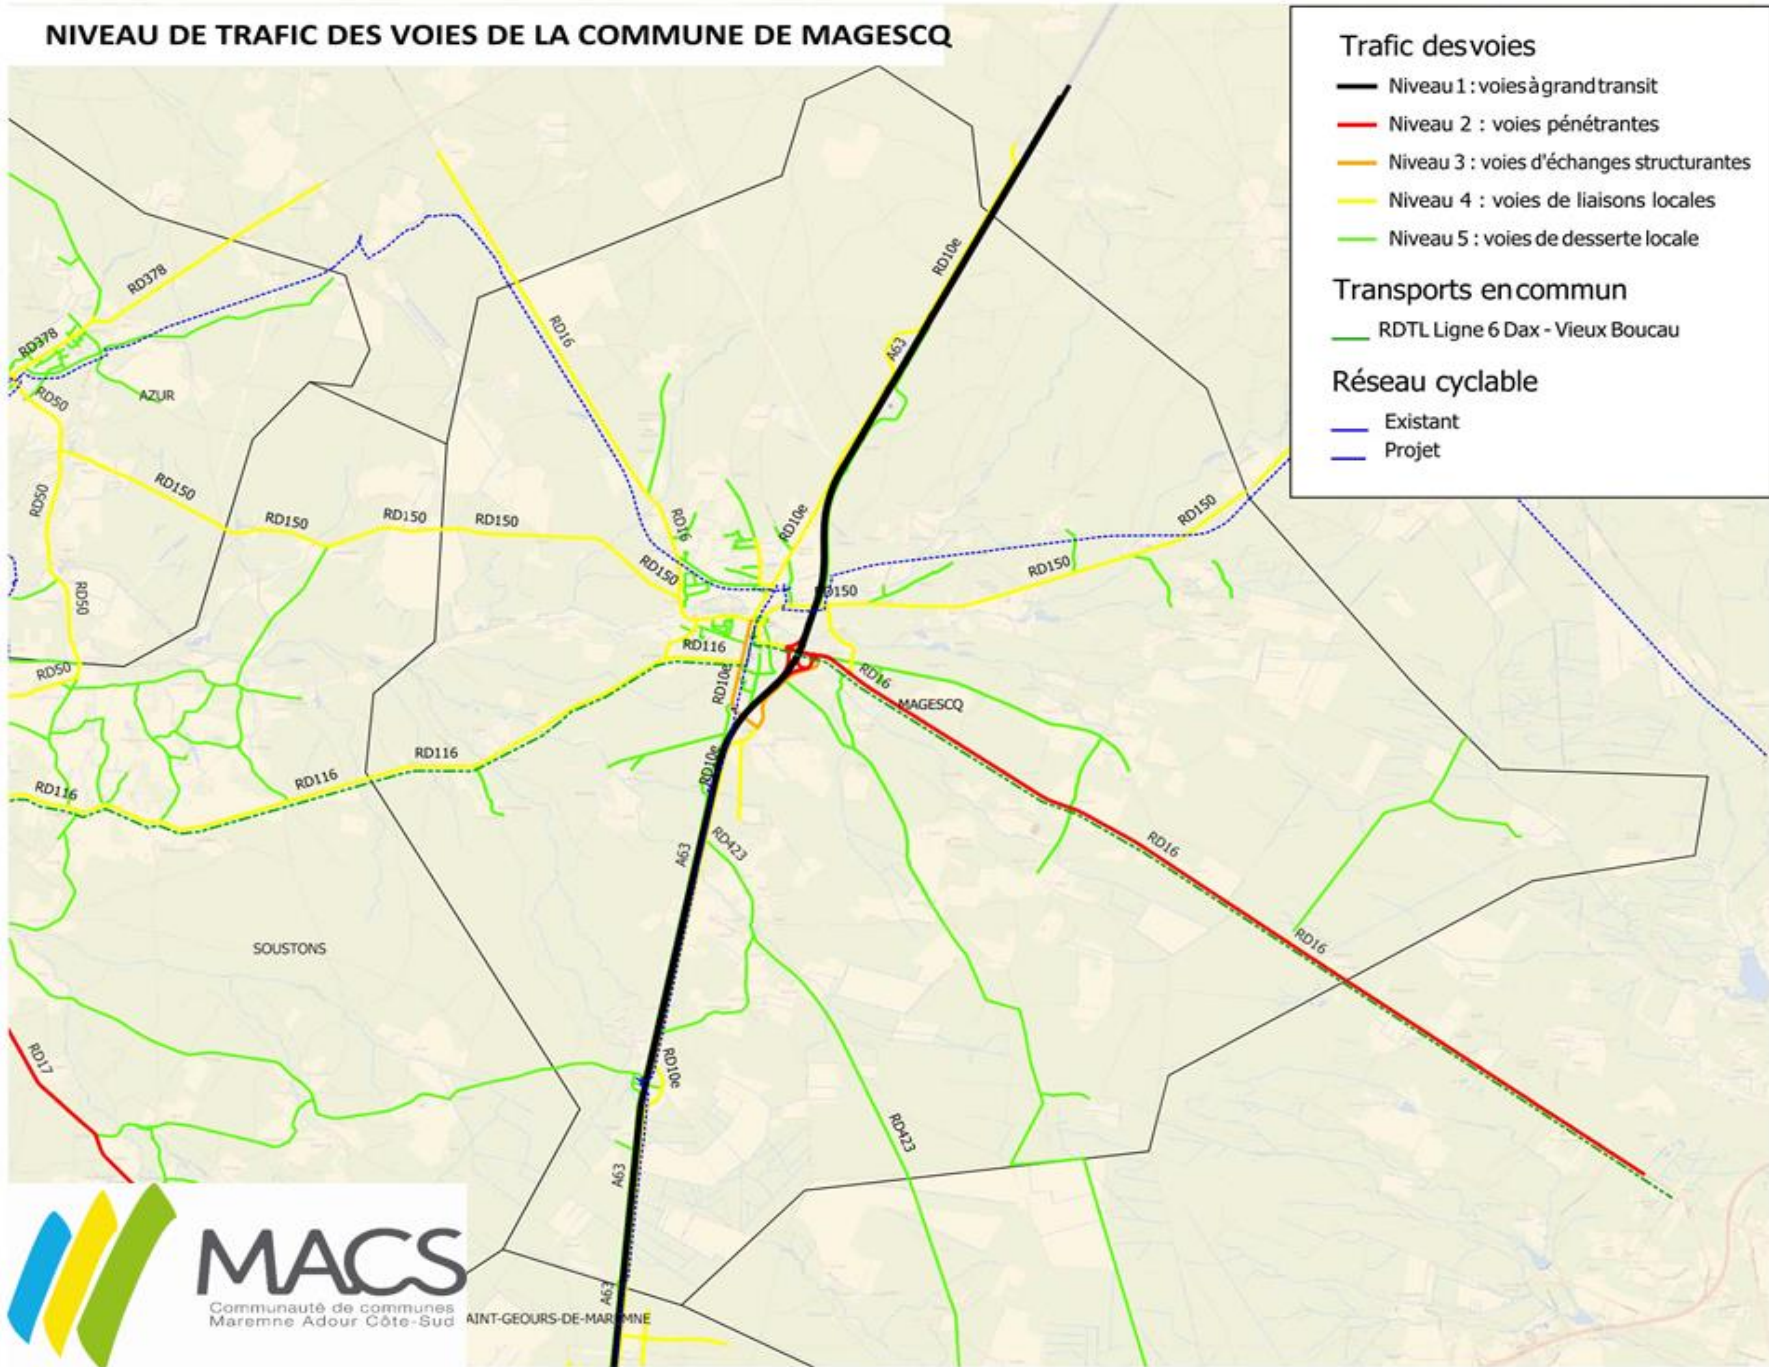 NIVEAU DE TRAFIC DES VOIES DE LA COMMUNE DE MAGESCQ
Trafic desvoies
Niveau 1 : voies à grand transit
Niveau 2 : voies pénétrantes
Niveau 3 : voies d'échanges structurantes
Niveau 4 : voies de liaisons locales
Niveau 5 : voies de desserte locale
Transports en commun
RDTL Ligne 6 Dax - Vieux Boucau
Réseau cyclable
Existant
Projet
RD10e
RD378
RD16
RD378
A63
RD50
AZUR
RD150
RD50
RD150
RD150
RD150
RD16
RD10e
RD150
RD150
RD150
RD50
RD150
RD116
RD50
RD10e
RD16
MAGESCQ
RD116
RD10e
RD116
RD116
RD423
A63
RD16
RD16
SOUSTONS
RD17
RD10e
RD423
A63
A63
MACS
Communauté de communes
Maremne Adour Côte-Sud
AINT-GEOURS-DE-MAREMNE